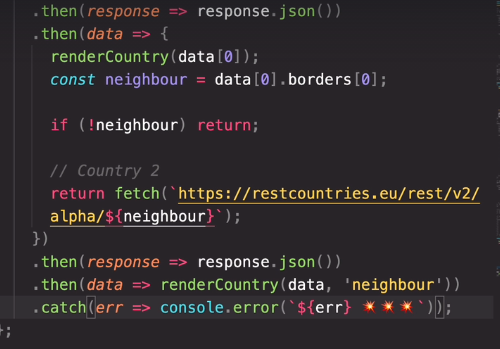 .then(response => response.json())
.then(data => {
renderCountry(data[0]);
const neighbour = data[0].borders[0];
if (!neighbour) return;
// Country 2
return fetch(`https://restcountries.eu/rest/v2/
alpha/${neighbour}`);
})
.then(response => response.json())
.then(data => renderCountry(data, 'neighbour'))
.catch(err => console.error(`${err} 💥💥💥`));
};